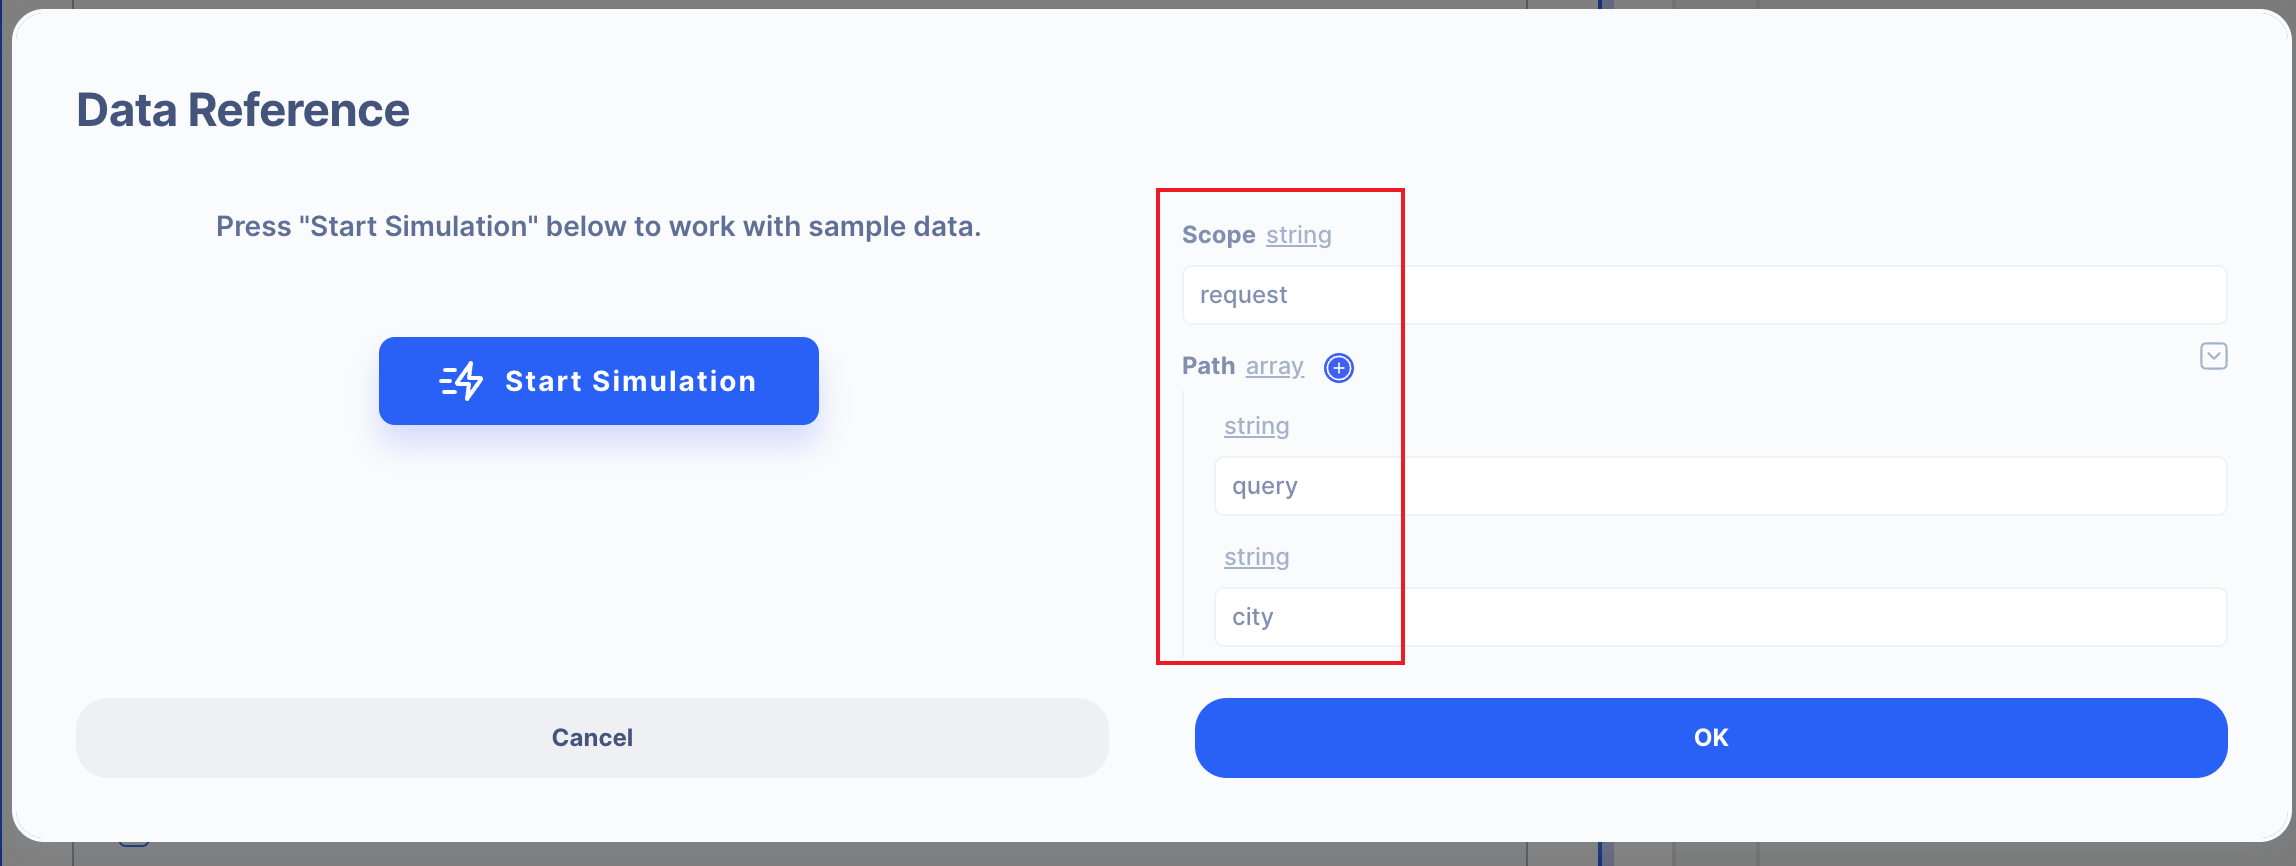 Data Reference
Press "Start Simulation" below to work with sample data.
Start Simulation
Scope string
request
Path array
string
query
string
city
Cancel
OK